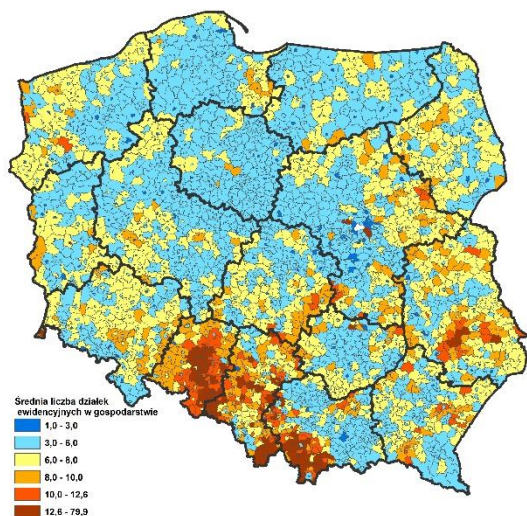 Średnia liczba działek
ewidencyjnych w gospodarstwie
1,0 - 3,0
3,0 - 6,0
6,0 - 8,0
8,0 - 10,0
10,0 - 12,6
12,6 - 79,9